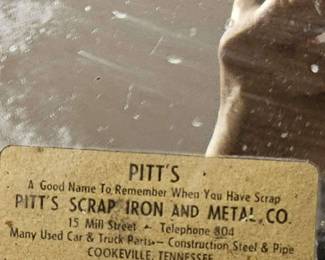 PITT'S
A Good Name To Remember When You Have Scrap
PITT'S SCRAP IRON AND METAL CO.
15 Mill Street - Telephone 804
Many Used Car & Truck Parts — Construction Steel & Pipe
COOKEVILLE, TENNESSEE